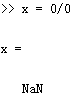 >> x = 0/0
x =
NaN